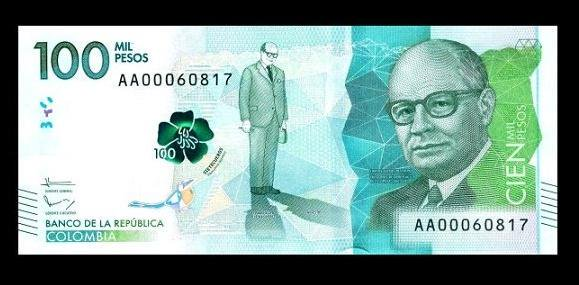 100 MIL
PESOS
AA00060817
100
BANCO DE LA REPÚBLICA
COLOMBIA
CIEN MIL
PESOS
AA00060817